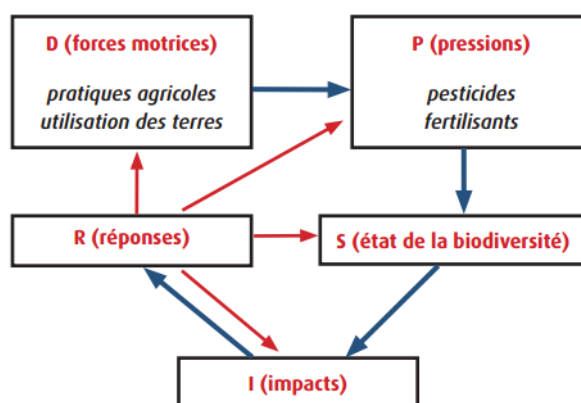 D (forces motrices)
pratiques agricoles
utilisation des terres
P (pressions)
pesticides
fertilisants
R (réponses)
S (état de la biodiversité)
I (impacts)